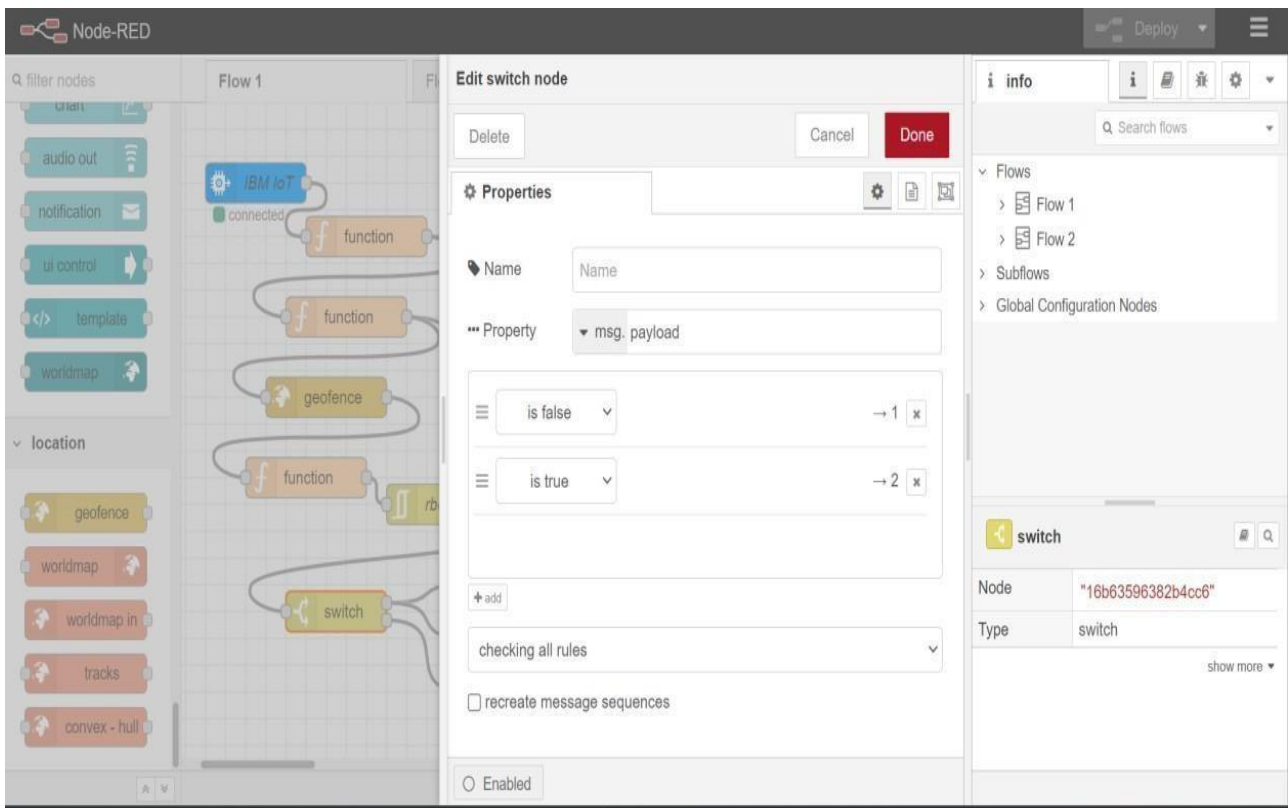 Node-RED
Deploy
filter nodes
chart
audio out
notification
ui control
</> template
worldmap
location
geofence
worldmap
worldmap in
tracks
convex - hull
Flow 1
IBM IoT
connected
function
function
geofence
function
switch
Edit switch node
Delete
Cancel
Done
Properties
Name
Name
Property
msg. payload
is false
→ 1 x
is true
→ 2 x
+ add
checking all rules
recreate message sequences
Enabled
i info
i
Search flows
Flows
Flow 1
Flow 2
Subflows
Global Configuration Nodes
switch
Node "16b63596382b4cc6"
Type switch
show more